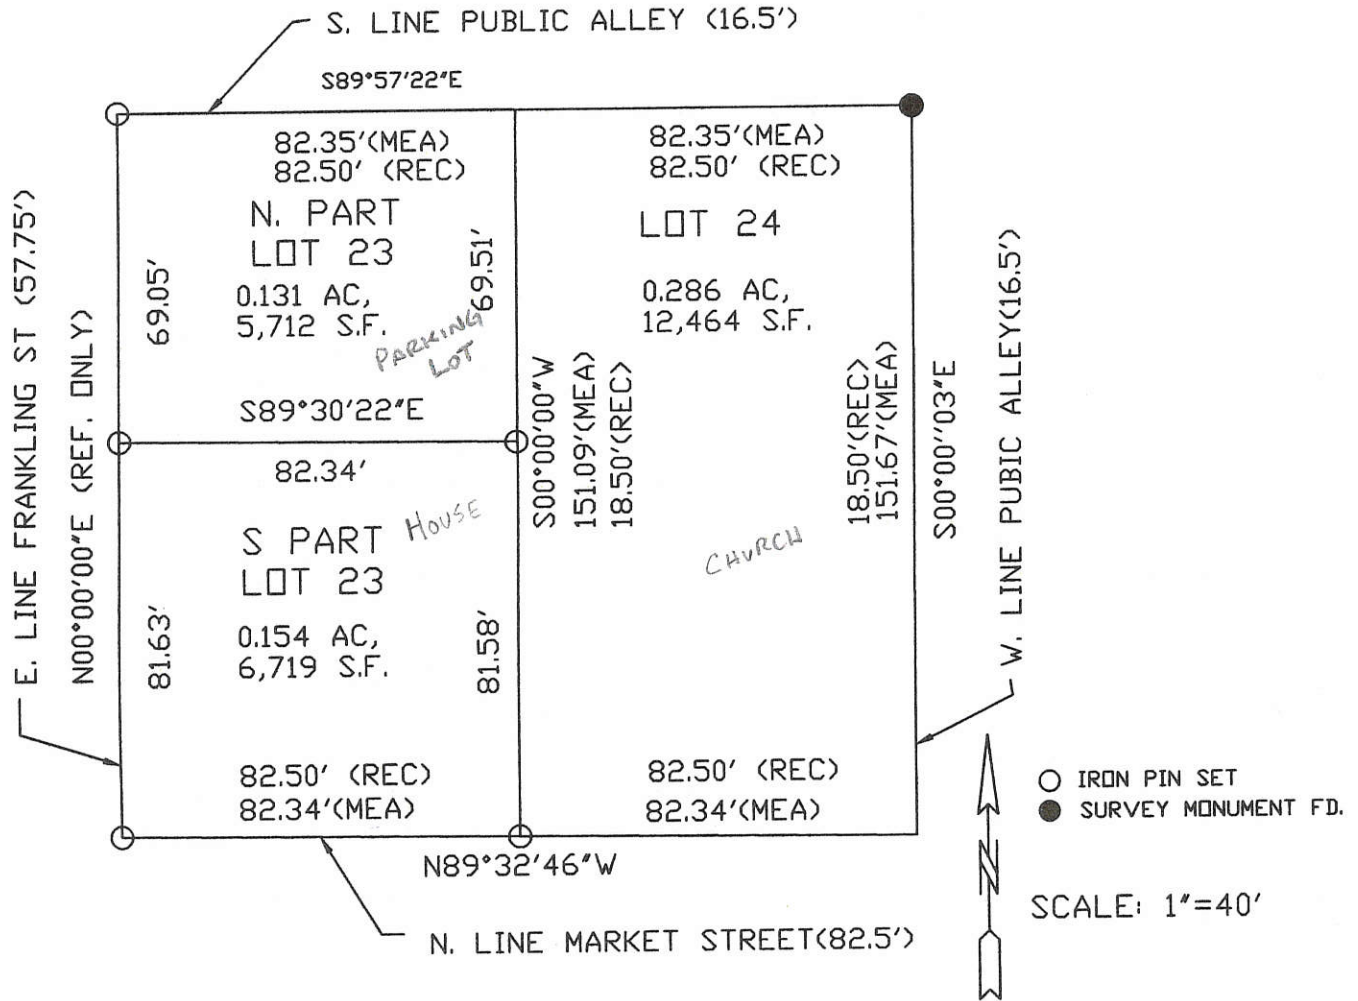 S. LINE PUBLIC ALLEY (16.5')
S89°57'22"E
82.35'(MEA)
82.50' (REC)
82.35'(MEA)
82.50' (REC)
N. PART
LOT 23
0.131 AC,
5,712 S.F.
PARKING
LOT
69.05'
69.51'
LOT 24
0.286 AC,
12,464 S.F.
S89°30'22"E
82.34'
S PART
LOT 23
HOUSE
0.154 AC,
6,719 S.F.
81.63'
81.58'
S00°00'00"W
151.09'(MEA)
18.50'(REC)
CHURCH
18.50'(REC)
151.67'(MEA)
S00°00''03"E
W. LINE PUBIC ALLEY(16.5')
E. LINE FRANKLING ST (57.75')
N00°00'00"E (REF. ONLY)
82.50' (REC)
82.34'(MEA)
82.50' (REC)
82.34'(MEA)
N89°32'46"W
N. LINE MARKET STREET(82.5')
N
IRON PIN SET
SURVEY MONUMENT FD.
SCALE: 1"=40'